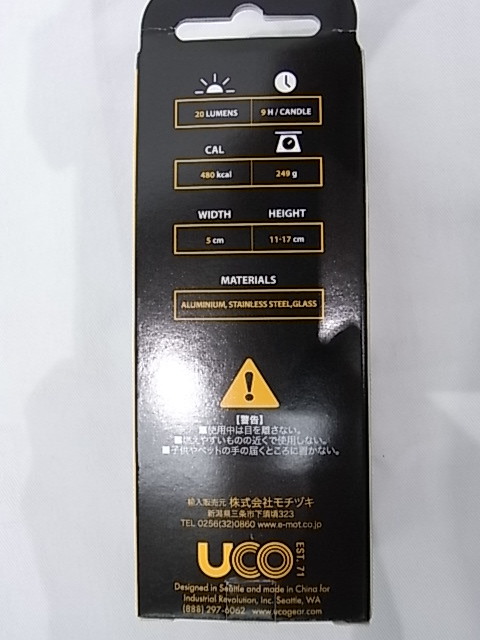 20 LUMENS 9 H / CANDLE
CAL
480 kcal 249 g
WIDTH HEIGHT
5 cm 11-17 cm
MATERIALS
ALUMINIUM, STAINLESS STEEL,GLASS
【警告】
■使用中は目を離さない。
■燃えやすいものの近くで使用しない。
■子供やペットの手の届くところに置かない。
輸入販売元 株式会社モチヅキ
新潟県三条市下須頃323
TEL 0256(32)0860 www.e-mot.co.jp
UCO EST. 71
Designed in Seattle and made in China for
Industrial Revolution, Inc. Seattle, WA
(888) 297-6062 www.ucogear.com